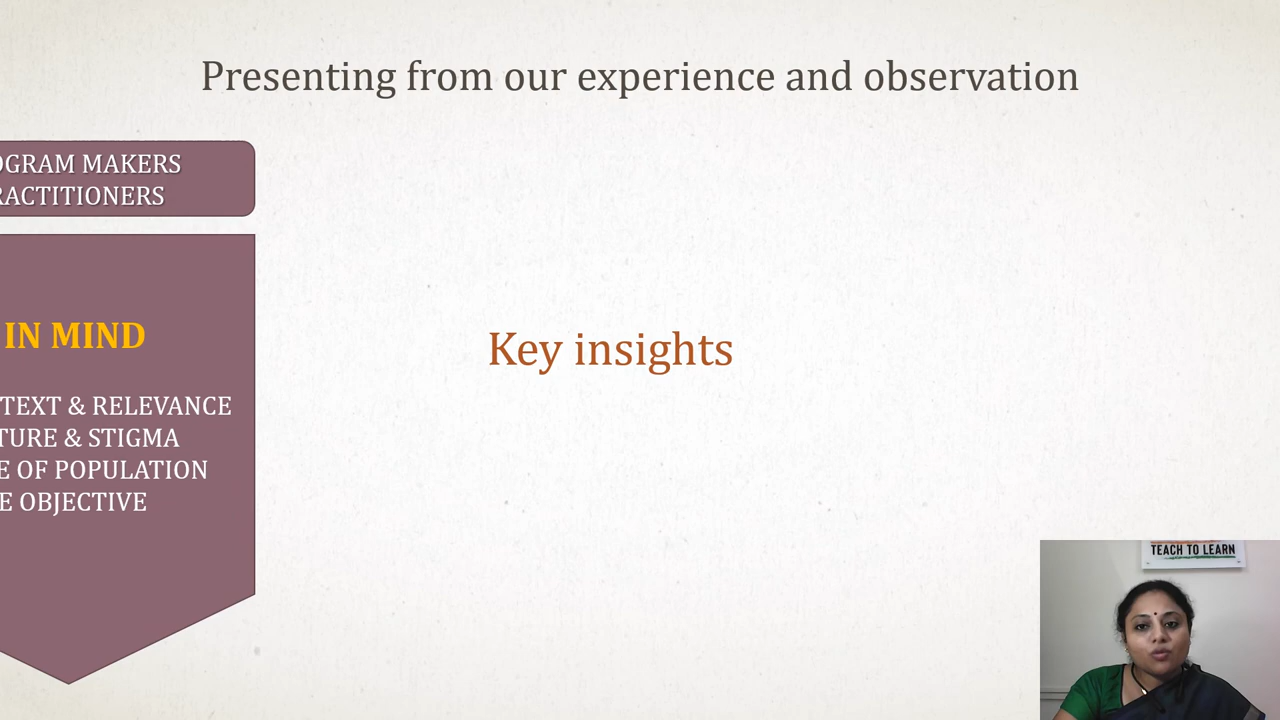 Presenting from our experience and observation
OGRAM MAKERS
RACTITIONERS
IN MIND
TEXT & RELEVANCE
TURE & STIGMA
E OF POPULATION
E OBJECTIVE
Key insights
TEACH TO LEARN